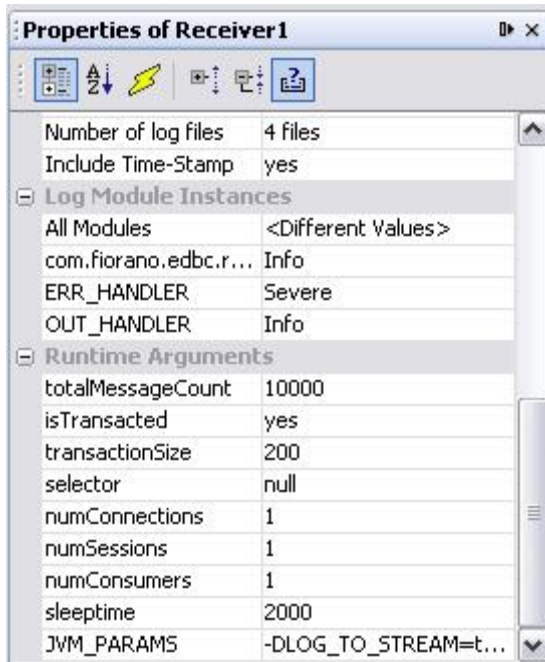 Properties of Receiver1
Number of log files 4 files
Include Time-Stamp yes
Log Module Instances
All Modules <Different Values>
com.fiorano.edbc.r... Info
ERR_HANDLER Severe
OUT_HANDLER Info
Runtime Arguments
totalMessageCount 10000
isTransacted yes
transactionSize 200
selector null
numConnections 1
numSessions 1
numConsumers 1
sleeptime 2000
JVM_PARAMS -DLOG_TO_STREAM=t...